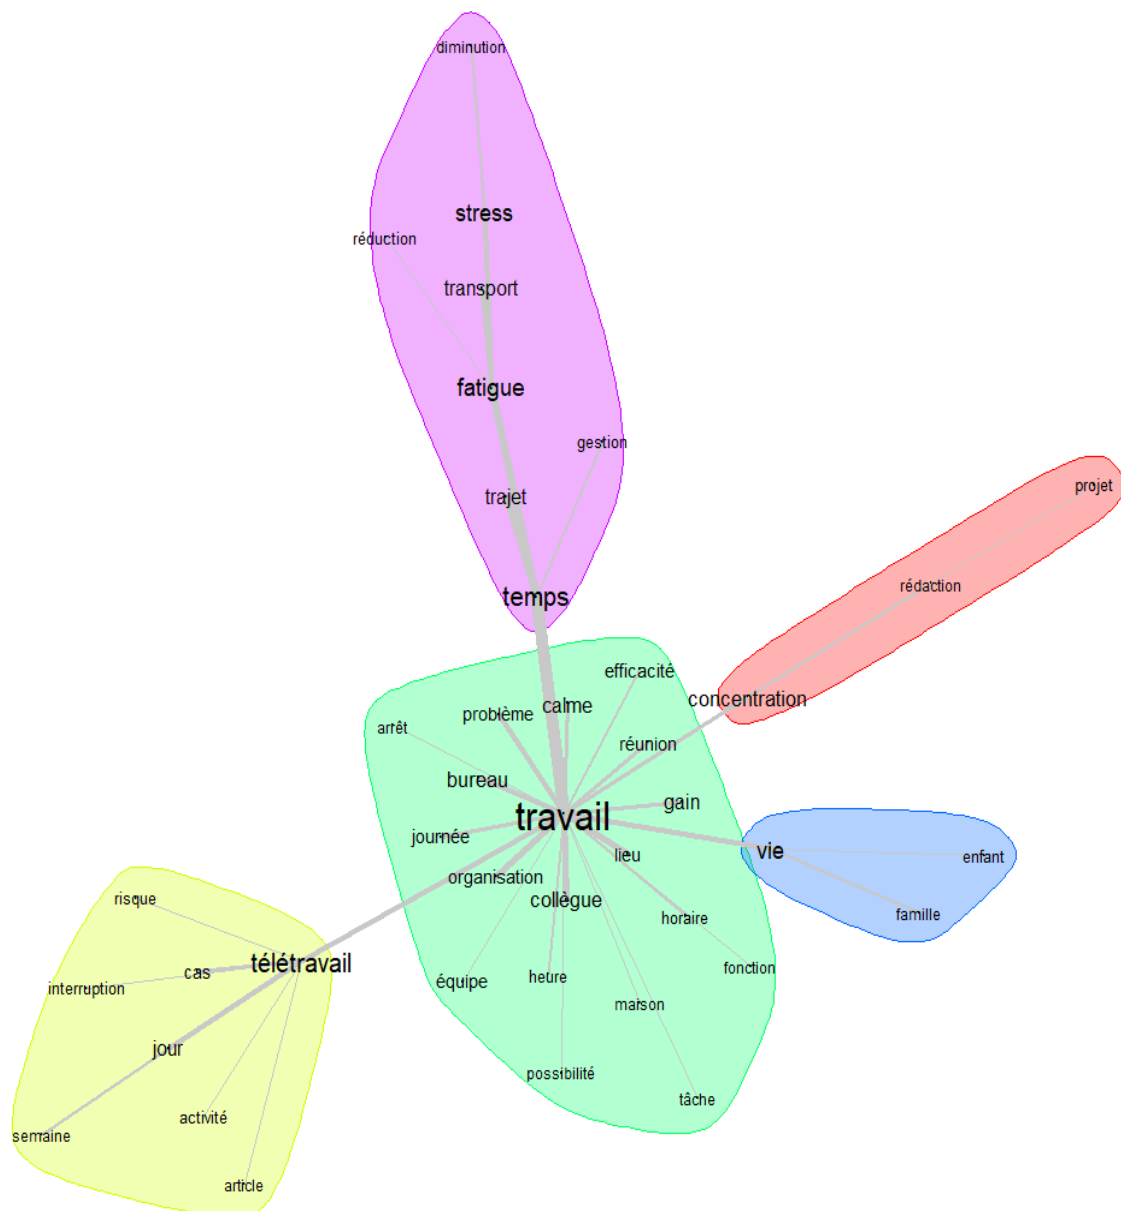 diminution
stress
réduction
transport
fatigue
gestion
projet
trajet
rédaction
temps
efficacité
concentration
calme
problème
arrêt
réunion
bureau
gain
travail
journée
lieu
vie
enfant
organisation
collègue
risque
horaire
famille
télétravail
cas
fonction
interruption
équipe
heure
maison
jour
possibilité
tâche
activité
semaine
article